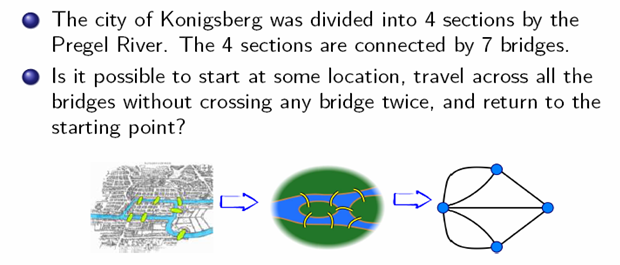 The city of Konigsberg was divided into 4 sections by the
Pregel River. The 4 sections are connected by 7 bridges.
Is it possible to start at some location, travel across all the
bridges without crossing any bridge twice, and return to the
starting point?